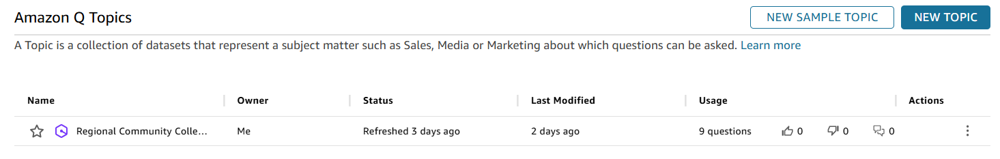 Amazon Q Topics
NEW SAMPLE TOPIC
NEW TOPIC
A Topic is a collection of datasets that represent a subject matter such as Sales, Media or Marketing about which questions can be asked. Learn more
Name Owner Status Last Modified Usage Actions
Regional Community Colle... Me Refreshed 3 days ago 2 days ago 9 questions 0 0 0